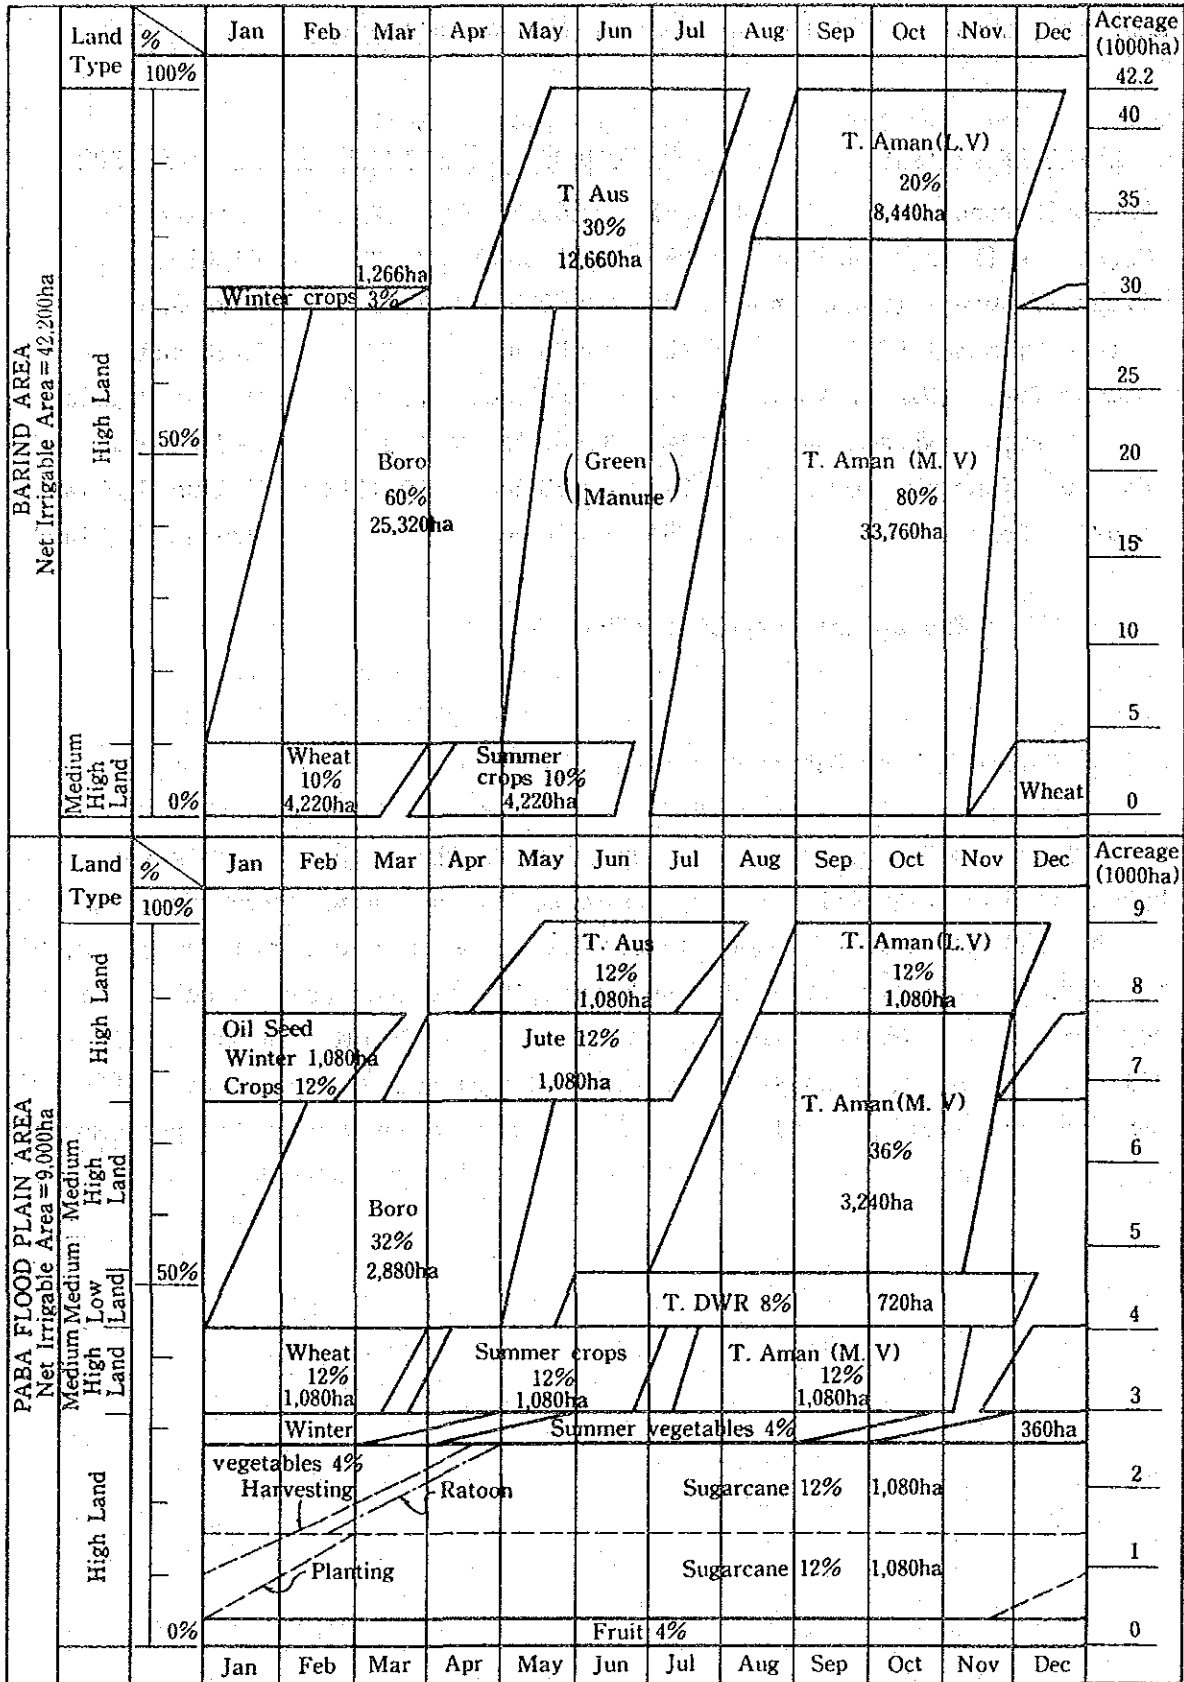 Land Type
% Jan Feb Mar Apr May Jun Jul Aug Sep Oct Nov Dec
Acreage
(1000ha)
100%
42.2
40
T. Aman(L.V)
20%
8,440ha
T. Aus
30%
12,660ha
35
1,266ha
Winter crops 3%
30
BARIND AREA
Net Irrigable Area=42,200ha
High Land
25
50%
20
Boro
60%
25,320ha
(Green
Manure)
T. Aman (M. V)
80%
33,760ha
15
10
5
Medium
High
Land
Wheat
10%
4,220ha
Summer
crops 10%
4,220ha
Wheat
0%
0
Land Type
% Jan Feb Mar Apr May Jun Jul Aug Sep Oct Nov Dec
Acreage
(1000ha)
100%
9
High Land
T. Aus
12%
1,080ha
T. Aman(L.V)
12%
1,080ha
8
Oil Seed
Winter 1,080ha
Crops 12%
Jute 12%
1,080ha
7
PABA FLOOD PLAIN AREA
Net Irrigable Area=9,000ha
Medium
High
Land
T. Aman(M. V)
36%
3,240ha
6
Boro
32%
2,880ha
5
50%
Medium
Low
Land
T. DWR 8% 720ha
4
Medium
High
Land
Wheat
12%
1,080ha
Summer crops
12%
1,080ha
T. Aman (M. V)
12%
1,080ha
3
Winter
vegetables 4%
Summer vegetables 4%
360ha
High Land
Harvesting
Ratoon
Sugarcane 12% 1,080ha
2
Planting
Sugarcane 12% 1,080ha
1
0%
Fruit 4%
0
Jan Feb Mar Apr May Jun Jul Aug Sep Oct Nov Dec